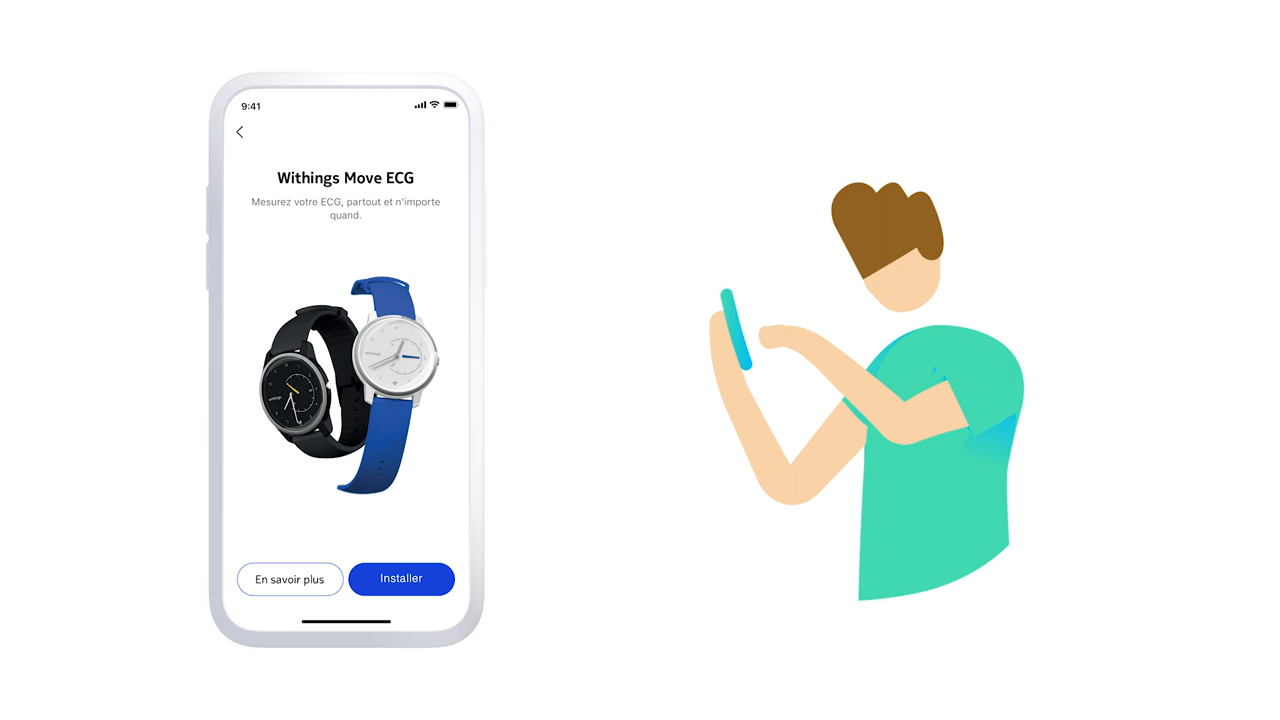 9:41
Withings Move ECG
Mesurez votre ECG, partout et n'importe
quand.
En savoir plus
Installer